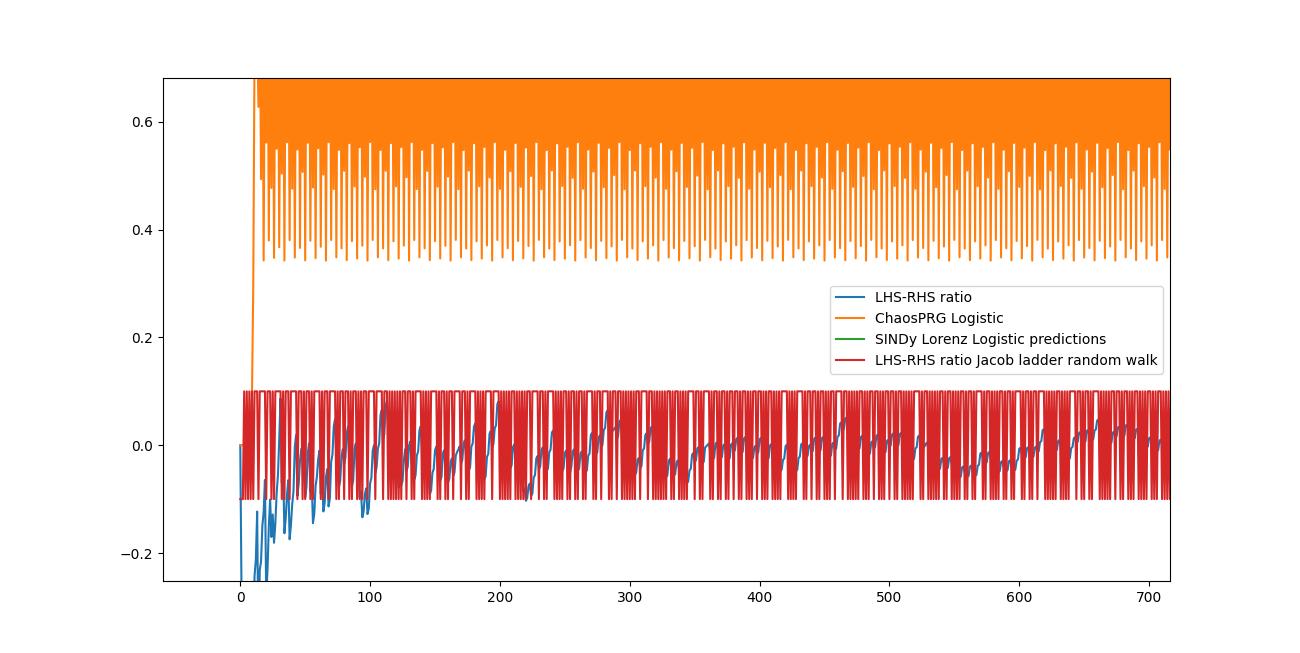 0.6
0.4
0.2
0.0
−0.2
LHS-RHS ratio
ChaosPRG Logistic
SINDy Lorenz Logistic predictions
LHS-RHS ratio Jacob ladder random walk
0 100 200 300 400 500 600 700